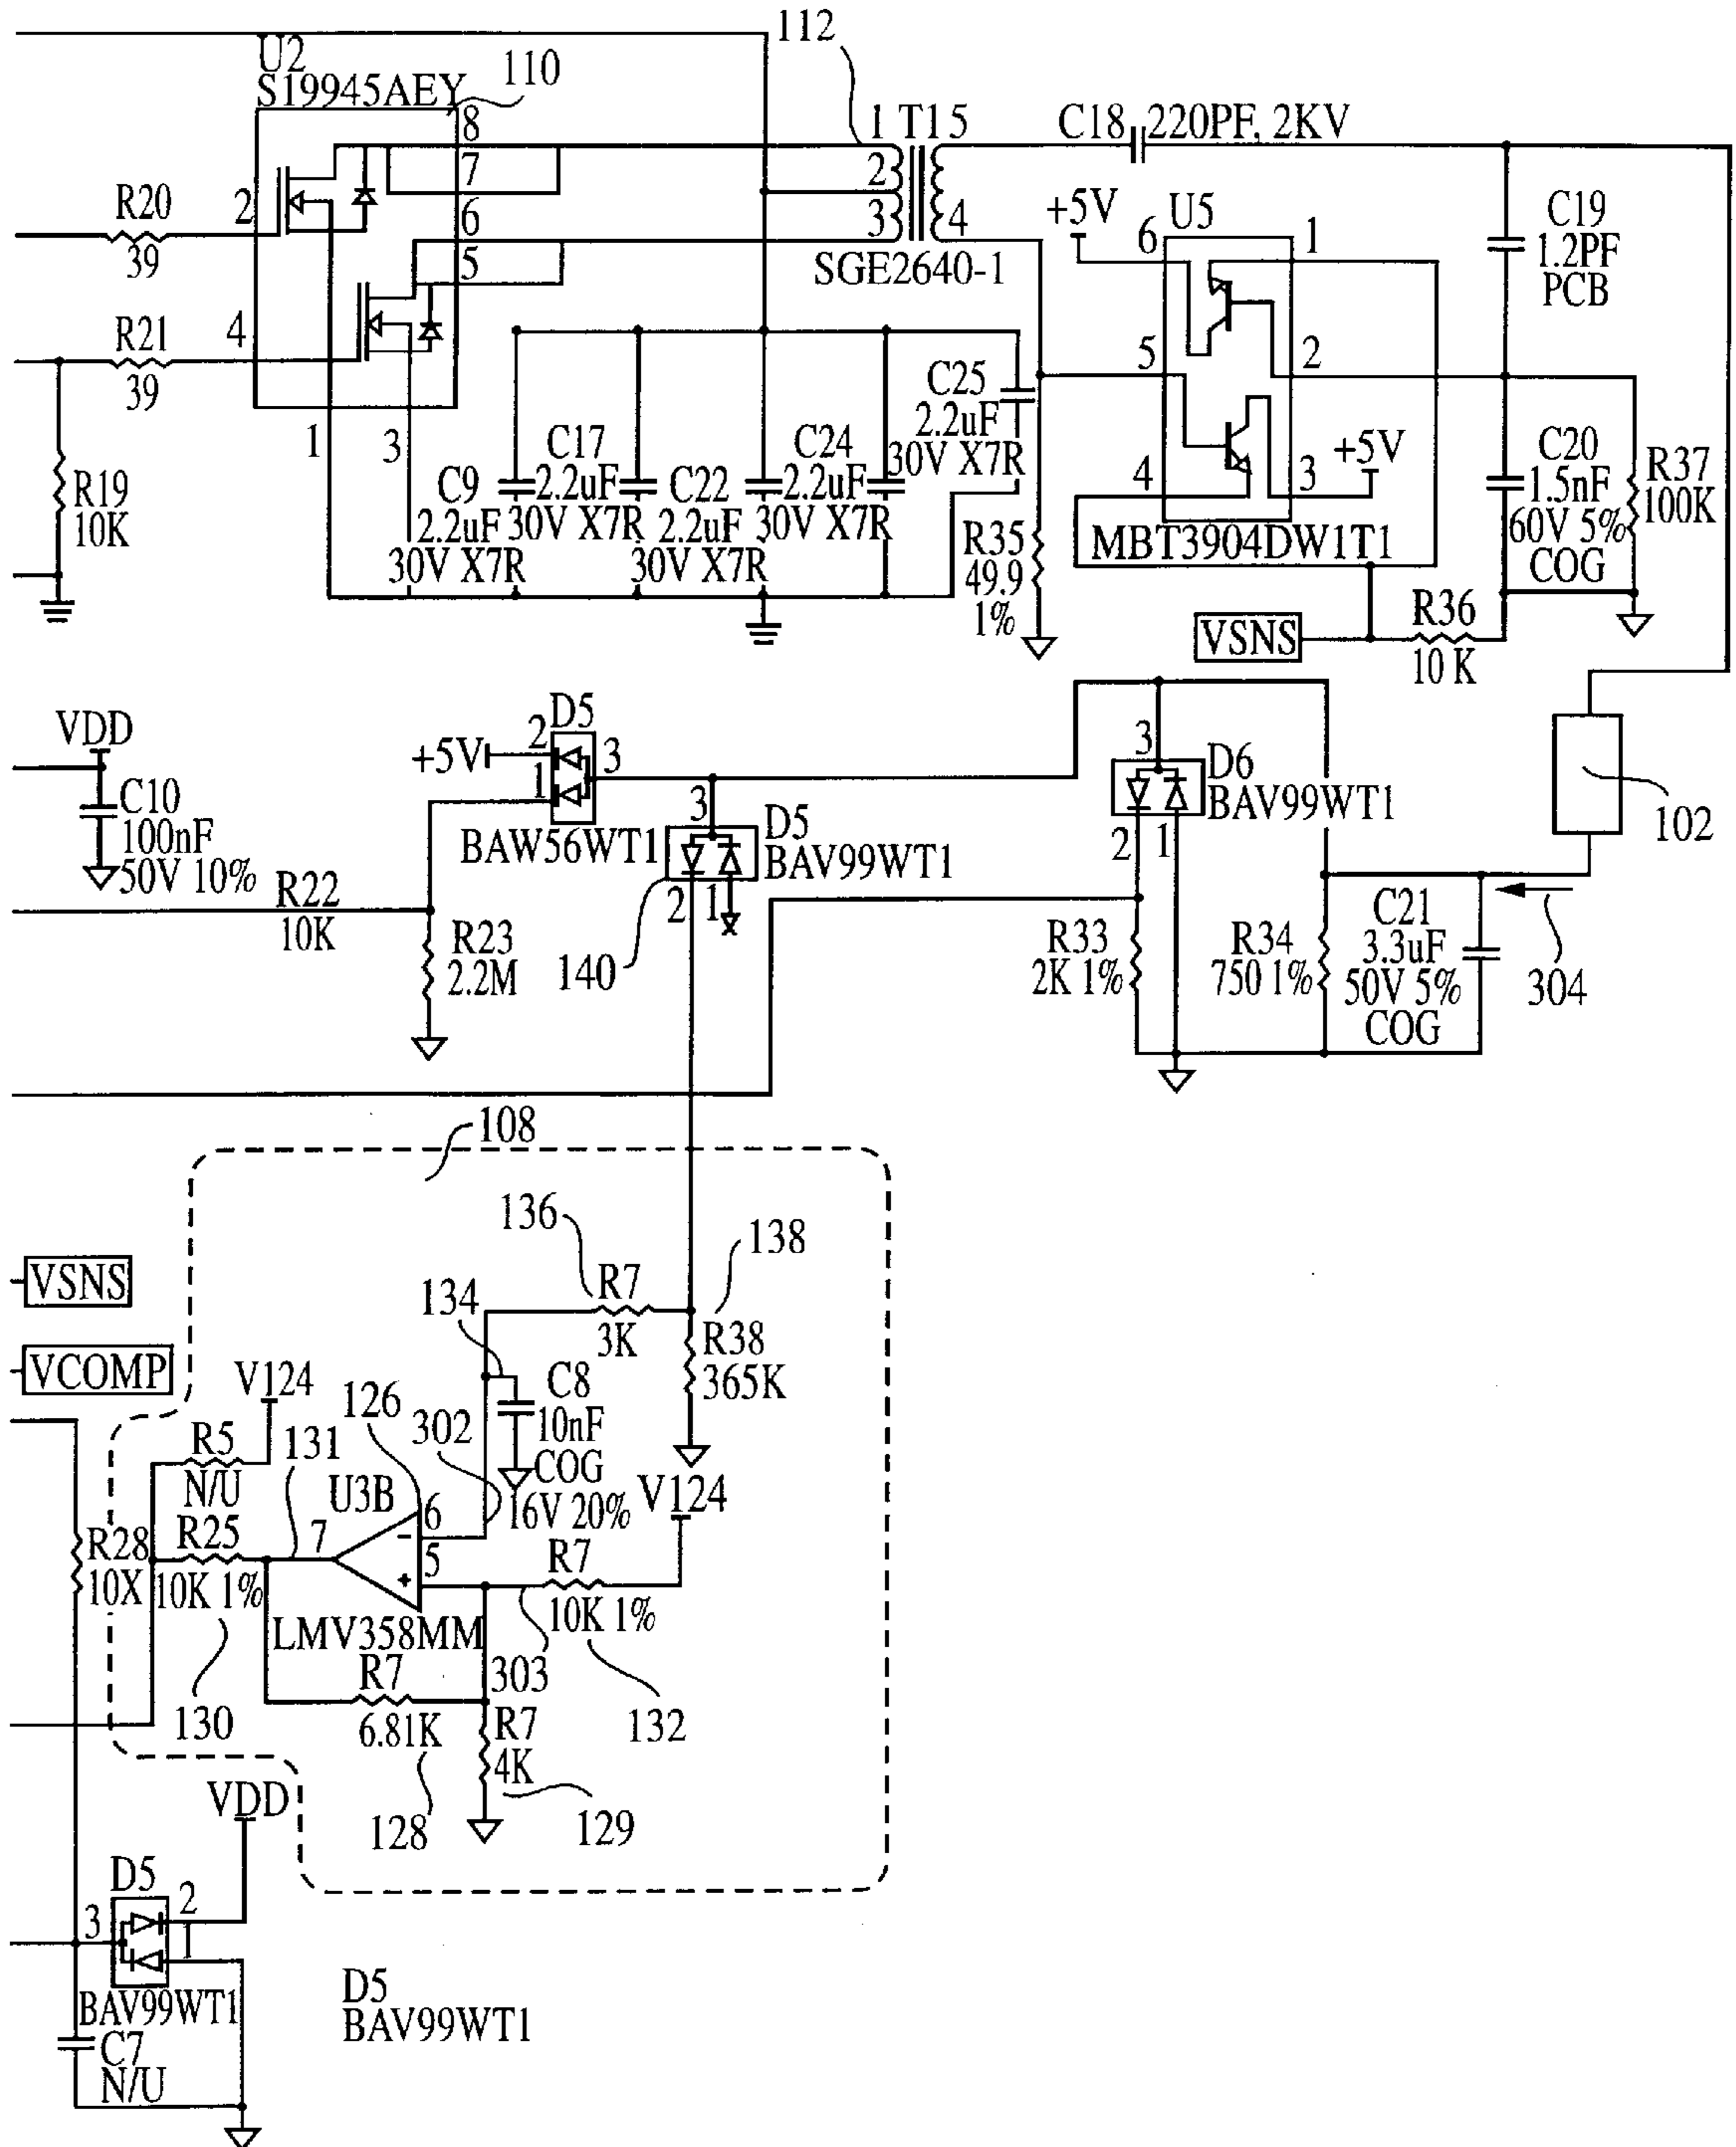 U2
S19945AEY
110
8
7
6
5
2
4
1
3
R20
39
R21
39
R19
10K
112
1 T15
2
3
4
SGE2640-1
C18 220PF, 2KV
+5V
U5
6
1
5
2
4
3
+5V
MBT3904DW1T1
C19
1.2PF
PCB
C9
2.2uF
30V X7R
C17
2.2uF
30V X7R
C22
2.2uF
30V X7R
C24
2.2uF
30V X7R
C25
2.2uF
30V X7R
R35
49.9
1%
C20
1.5nF
60V 5%
COG
R37
100K
VSNS
R36
10 K
VDD
C10
100nF
50V 10%
+5V
D5
2
1
3
BAW56WT1
3
D5
BAV99WT1
2
1
140
R22
10K
R23
2.2M
3
D6
BAV99WT1
2
1
R33
2K 1%
R34
750 1%
C21
3.3uF
50V 5%
COG
304
102
108
136
138
R7
3K
134
R38
365K
C8
10nF
COG
16V 20%
126
302
VSNS
VCOMP
V124
R5
N/U
131
U3B
7
6
-
5
+
LMV358MM
V124
R7
10K 1%
R28
10X
R25
10K 1%
303
R7
6.81K
R7
4K
130
132
128
129
VDD
D5
3
2
1
BAV99WT1
C7
N/U
D5
BAV99WT1